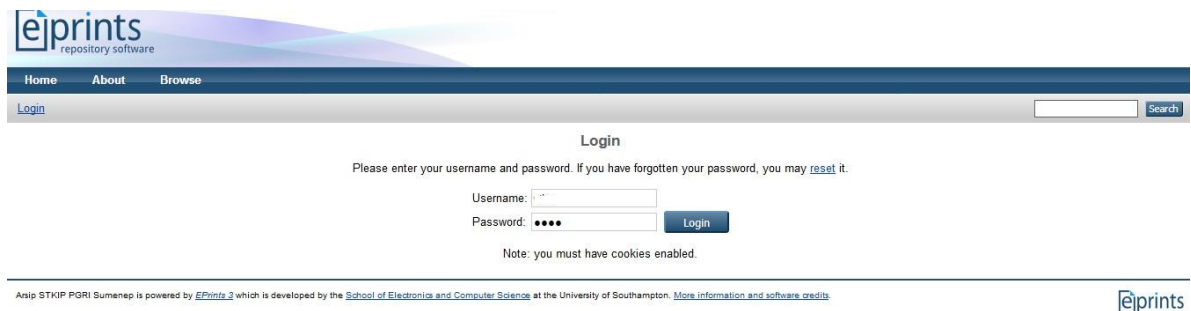 eprints
repository software
Home About Browse
Login Search
Login
Please enter your username and password. If you have forgotten your password, you may reset it.
Username:
Password: ●●●● Login
Note: you must have cookies enabled.
Arsip STKIP PGRI Sumenep is powered by EPrints 3 which is developed by the School of Electronics and Computer Science at the University of Southampton. More information and software credits.
eprints